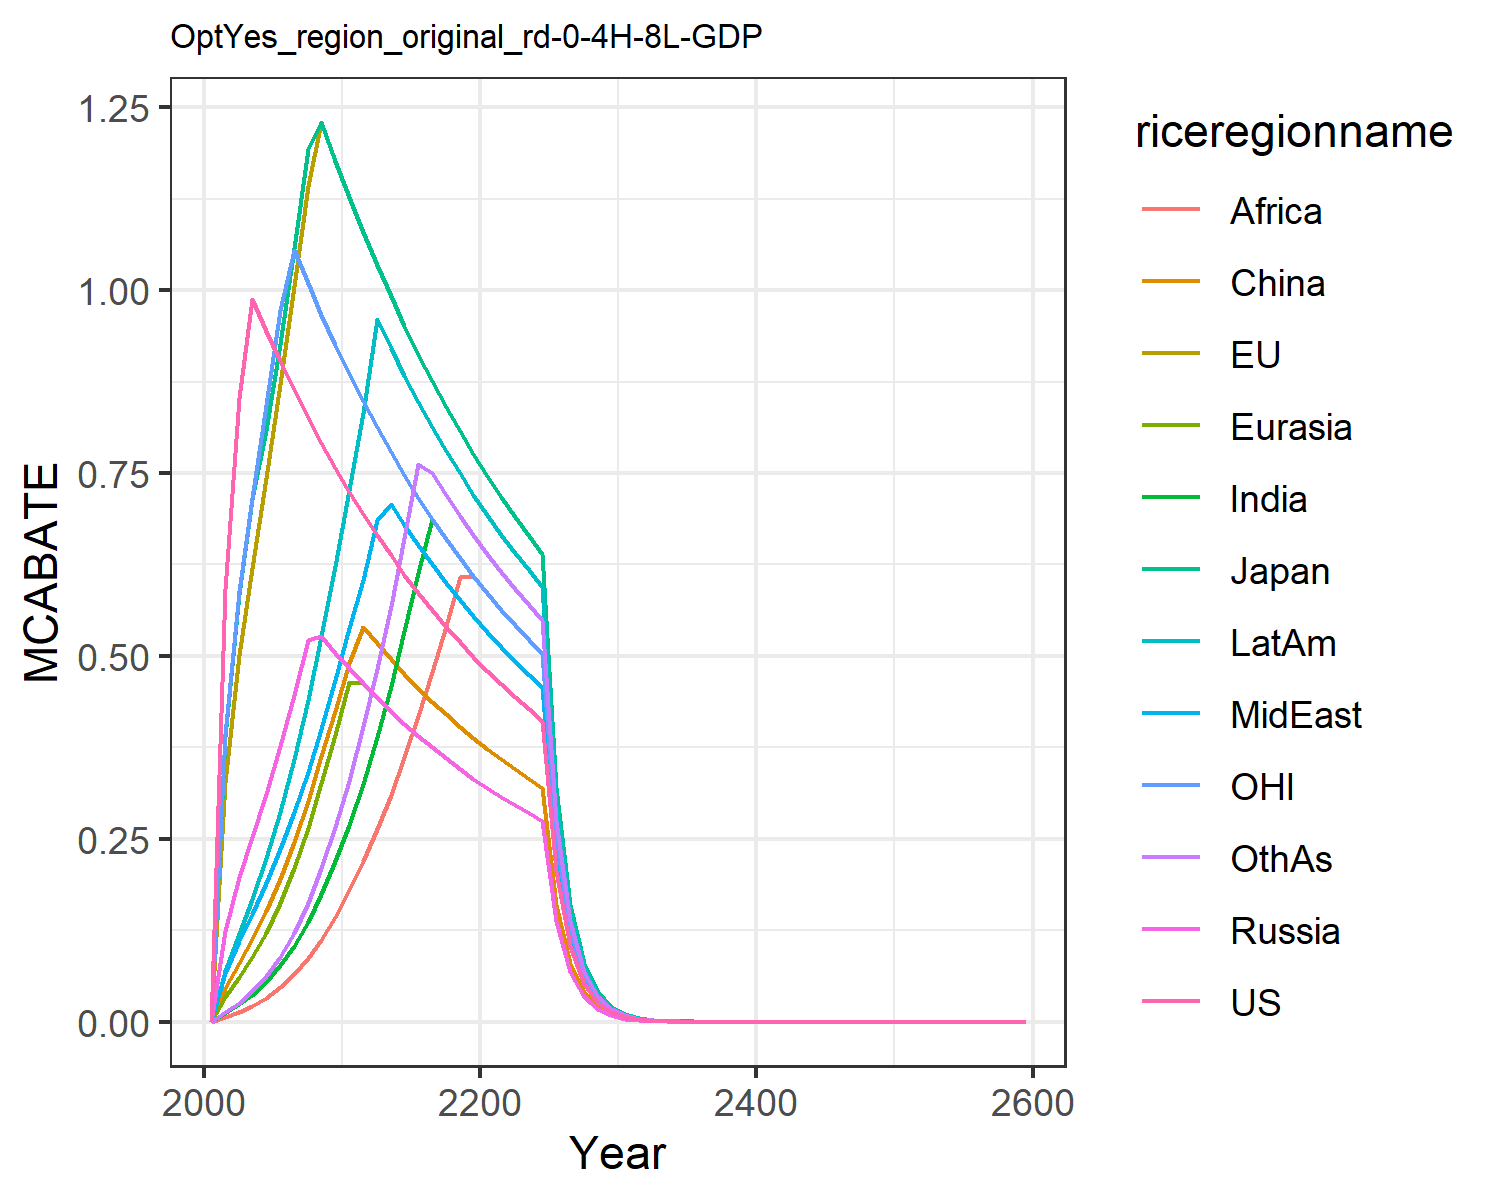 OptYes_region_original_rd-0-4H-8L-GDP
1.25
1.00
0.75
0.50
0.25
0.00
MCABATE
2000 2200 2400 2600
Year
riceregionname
Africa
China
EU
Eurasia
India
Japan
LatAm
MidEast
OHI
OthAs
Russia
US